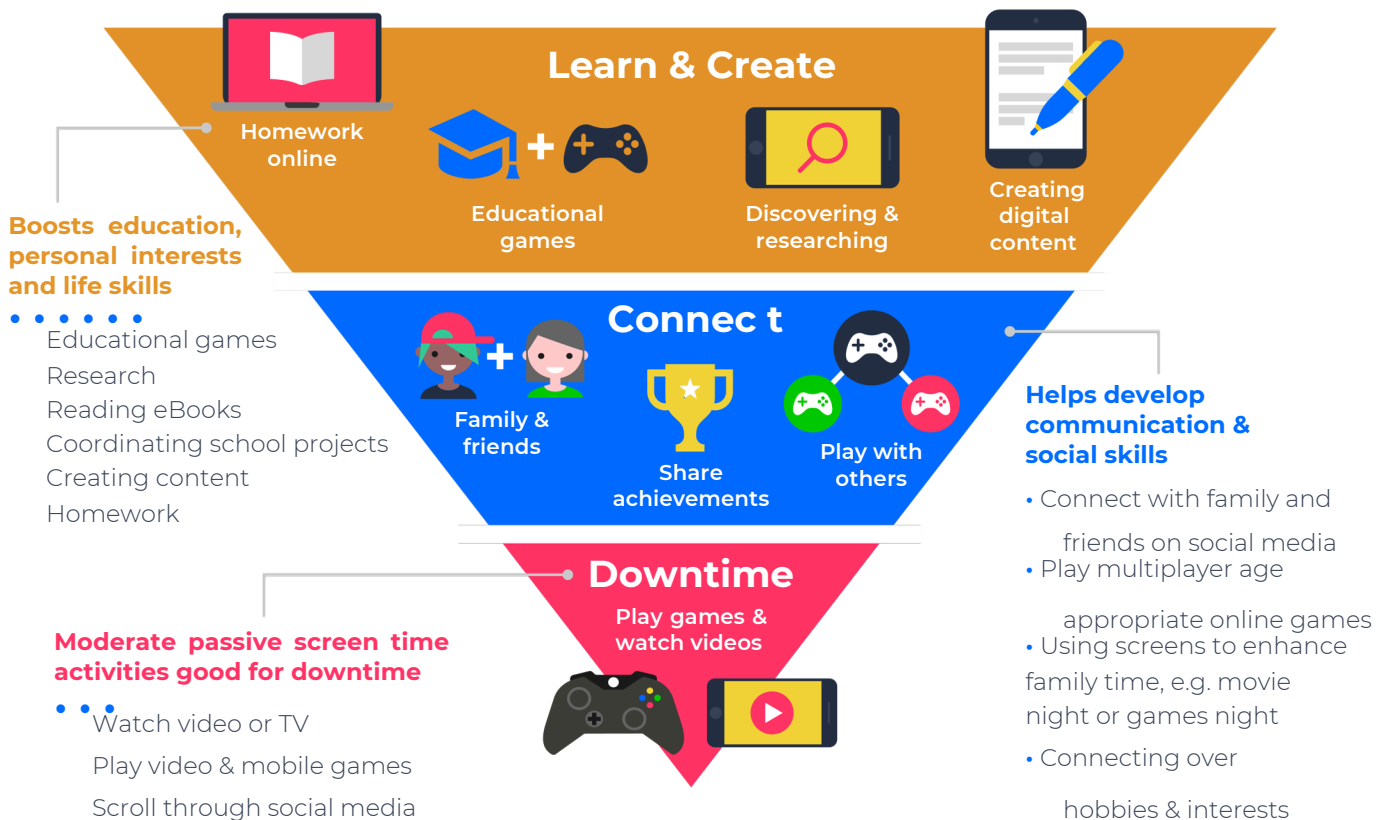 Learn & Create
Homework
online
Educational
games
Discovering &
researching
Creating
digital
content
Boosts education,
personal interests
and life skills
• • • • • •
Educational games
Research
Reading eBooks
Coordinating school projects
Creating content
Homework
Connec t
Family &
friends
Share
achievements
Play with
others
Helps develop
communication &
social skills
• Connect with family and
friends on social media
• Play multiplayer age
appropriate online games
• Using screens to enhance
family time, e.g. movie
night or games night
• Connecting over
hobbies & interests
Downtime
Play games &
watch videos
Moderate passive screen time
activities good for downtime
• • •
Watch video or TV
Play video & mobile games
Scroll through social media